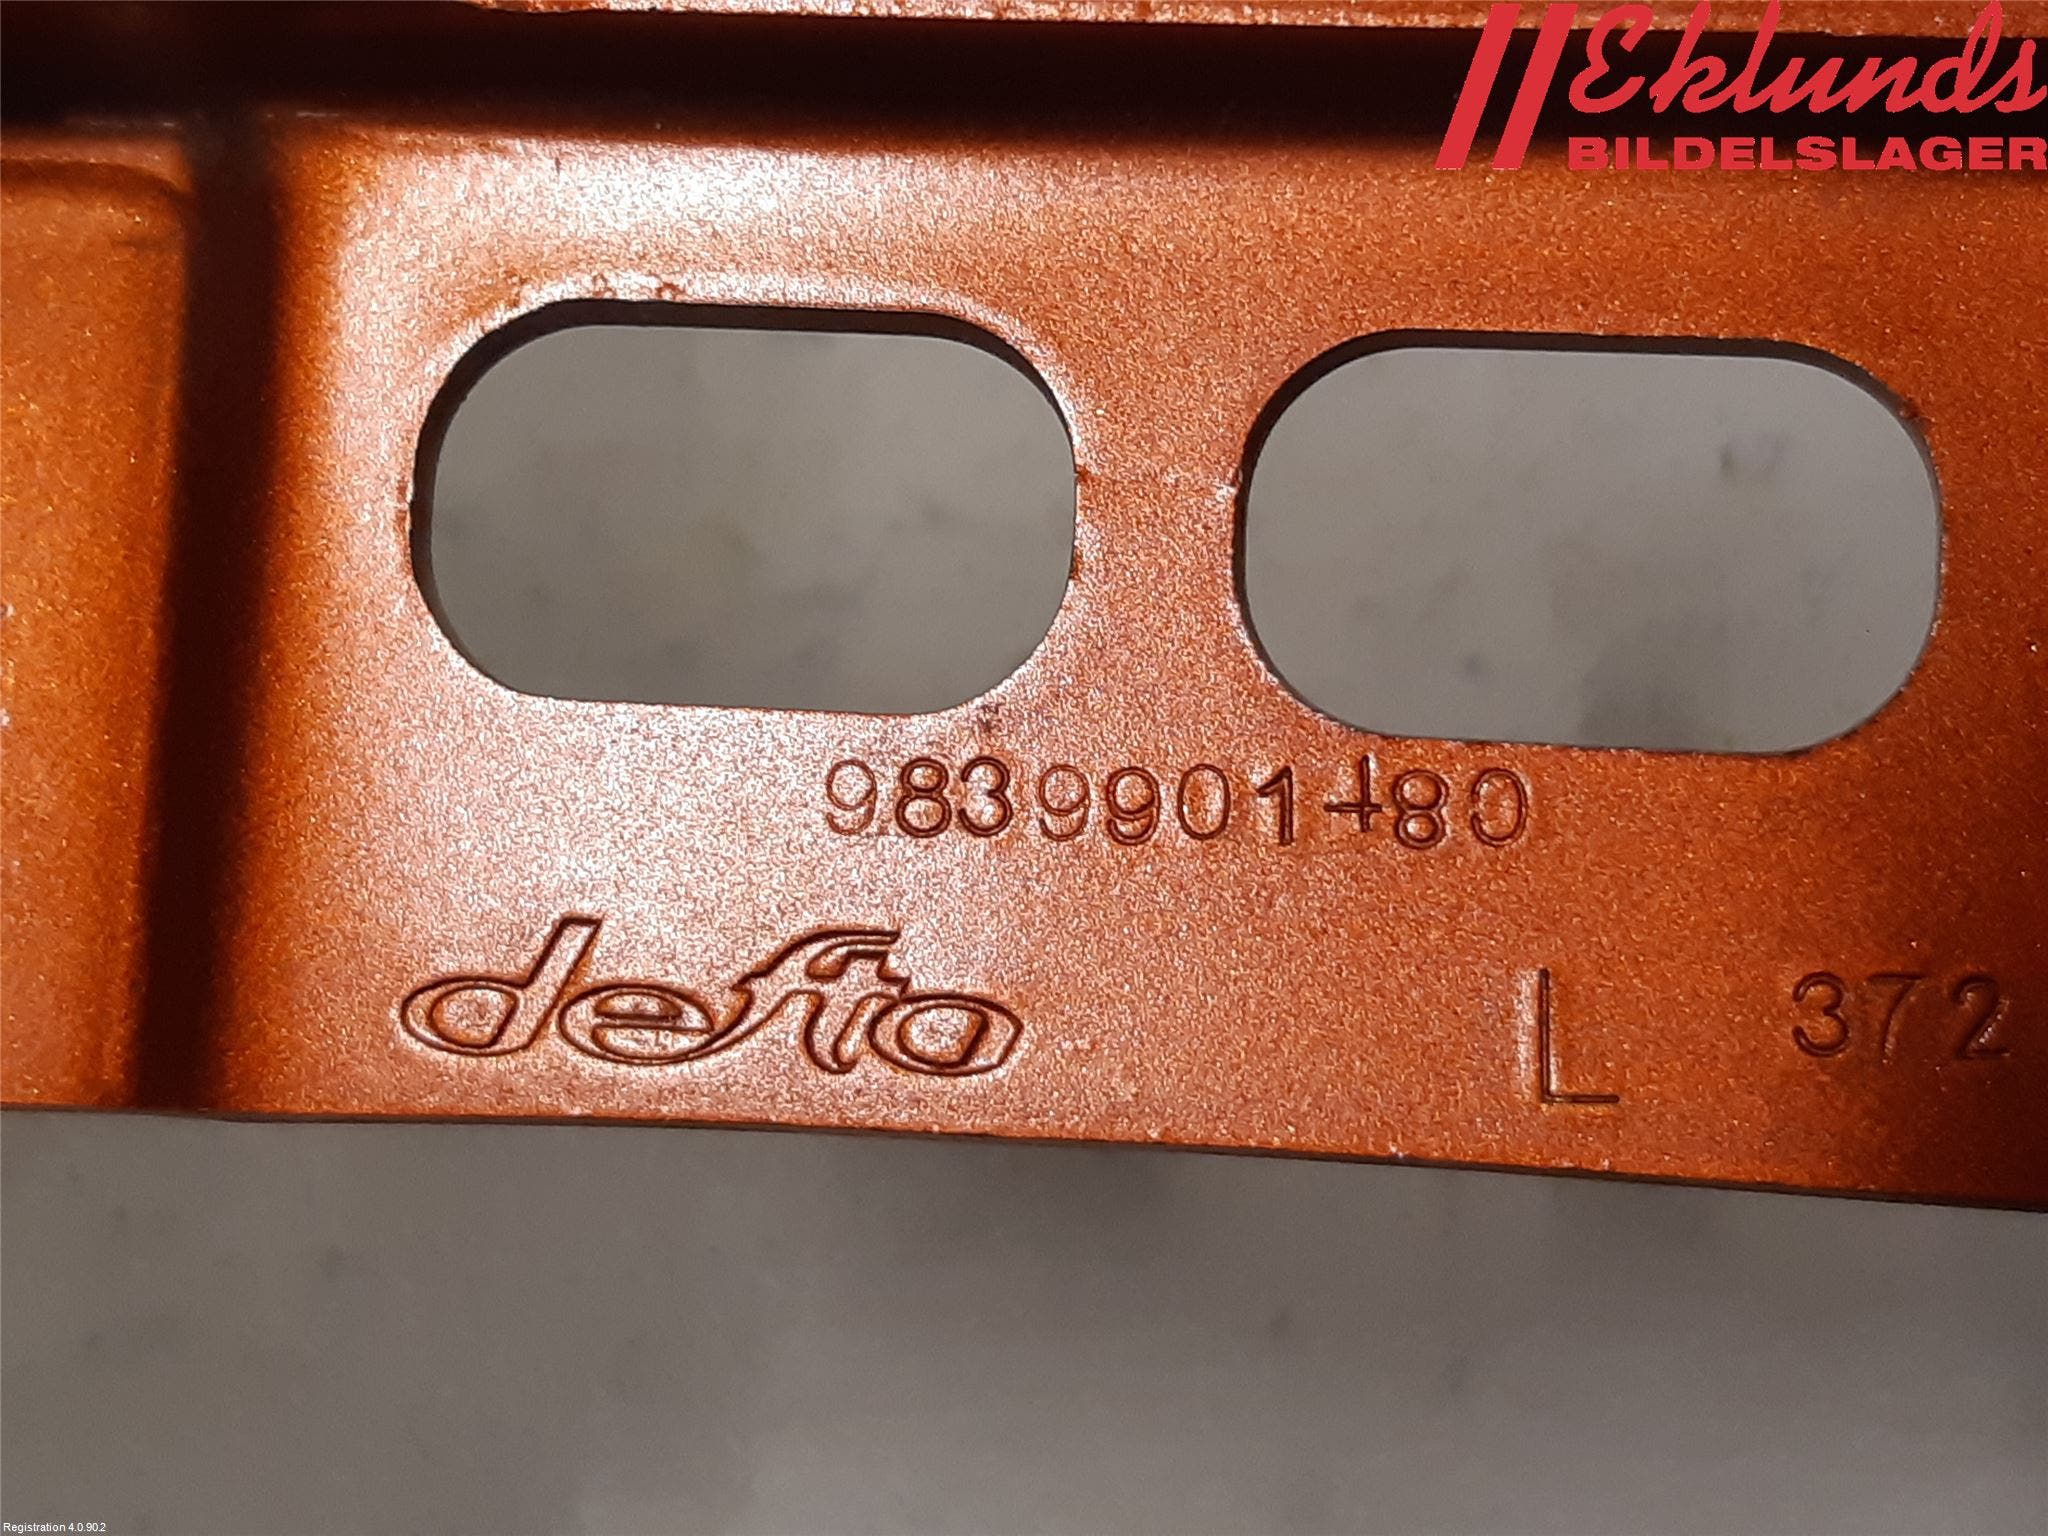 Eklunds
BILDELSLAGER
9839901480
defta
L 372
Registration 4.0.90.2